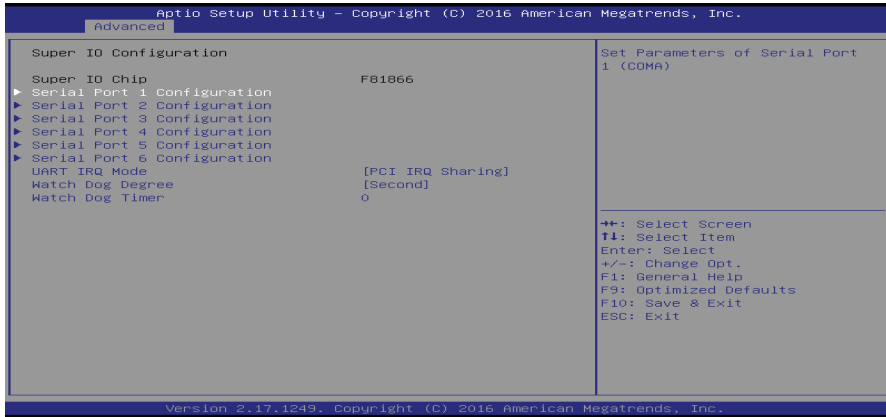 Aptio Setup Utility – Copyright (C) 2016 American Megatrends, Inc.
Advanced
Super IO Configuration
Super IO Chip F81866
Serial Port 1 Configuration
Serial Port 2 Configuration
Serial Port 3 Configuration
Serial Port 4 Configuration
Serial Port 5 Configuration
Serial Port 6 Configuration
UART IRQ Mode [PCI IRQ Sharing]
Watch Dog Degree [Second]
Watch Dog Timer 0
Set Parameters of Serial Port
1 (COMA)
→←: Select Screen
↑↓: Select Item
Enter: Select
+/-: Change Opt.
F1: General Help
F9: Optimized Defaults
F10: Save & Exit
ESC: Exit
Version 2.17.1249. Copyright (C) 2016 American Megatrends, Inc.